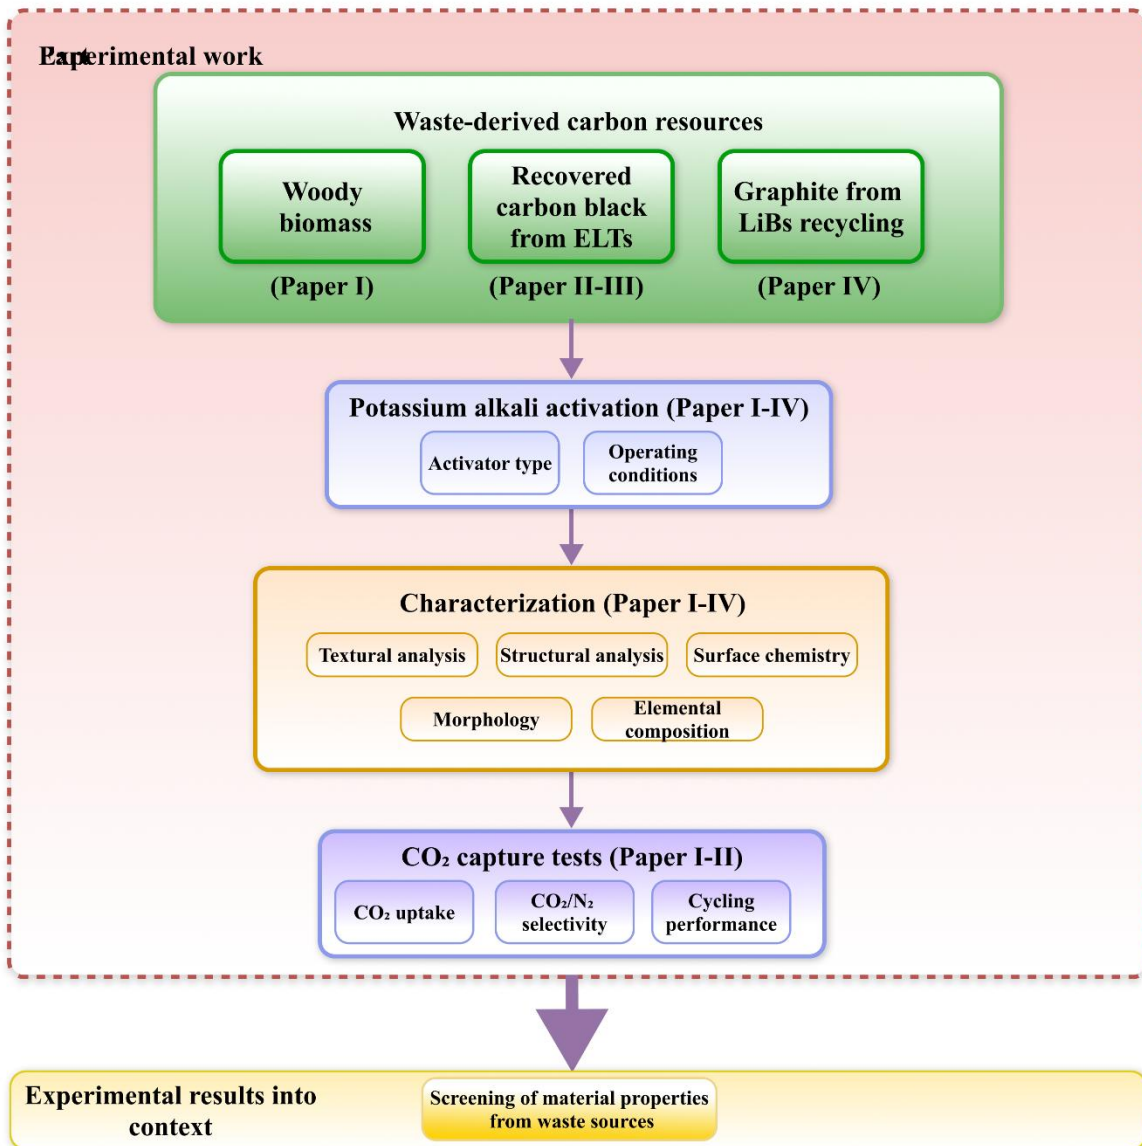 Experimental work
Waste-derived carbon resources
Woody
biomass
(Paper I)
Recovered
carbon black
from ELTs
(Paper II-III)
Graphite from
LiBs recycling
(Paper IV)
Potassium alkali activation (Paper I-IV)
Activator type
Operating
conditions
Characterization (Paper I-IV)
Textural analysis
Structural analysis
Surface chemistry
Morphology
Elemental
composition
CO₂ capture tests (Paper I-II)
CO₂ uptake
CO₂/N₂
selectivity
Cycling
performance
Experimental results into
context
Screening of material properties
from waste sources